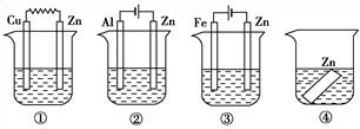 Cu Zn Al Zn Fe Zn Zn
① ② ③ ④